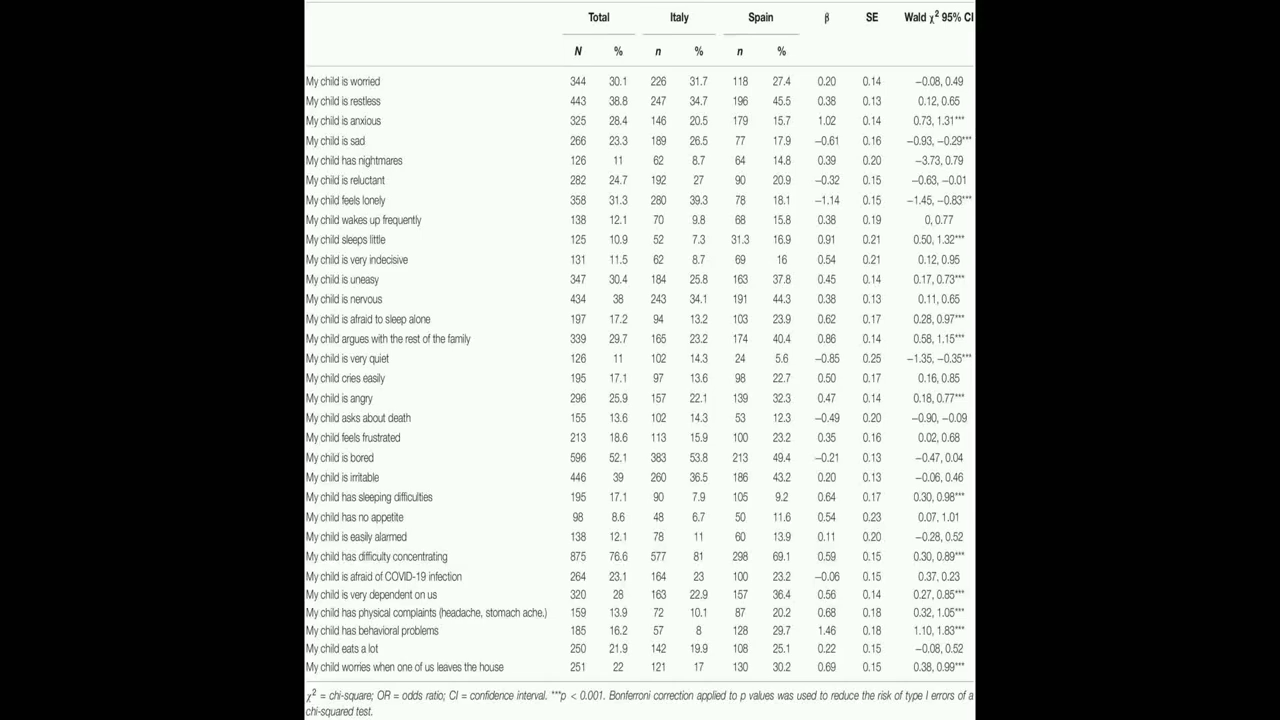 Total Italy Spain β SE Wald χ² 95% CI
N % n % n %
My child is worried 344 30.1 226 31.7 118 27.4 0.20 0.14 −0.08, 0.49
My child is restless 443 38.8 247 34.7 196 45.5 0.38 0.13 0.12, 0.65
My child is anxious 325 28.4 146 20.5 179 15.7 1.02 0.14 0.73, 1.31***
My child is sad 266 23.3 189 26.5 77 17.9 −0.61 0.16 −0.93, −0.29***
My child has nightmares 126 11 62 8.7 64 14.8 0.39 0.20 −3.73, 0.79
My child is reluctant 282 24.7 192 27 90 20.9 −0.32 0.15 −0.63, −0.01
My child feels lonely 358 31.3 280 39.3 78 18.1 −1.14 0.15 −1.45, −0.83***
My child wakes up frequently 138 12.1 70 9.8 68 15.8 0.38 0.19 0, 0.77
My child sleeps little 125 10.9 52 7.3 31.3 16.9 0.91 0.21 0.50, 1.32***
My child is very indecisive 131 11.5 62 8.7 69 16 0.54 0.21 0.12, 0.95
My child is uneasy 347 30.4 184 25.8 163 37.8 0.45 0.14 0.17, 0.73***
My child is nervous 434 38 243 34.1 191 44.3 0.38 0.13 0.11, 0.65
My child is afraid to sleep alone 197 17.2 94 13.2 103 23.9 0.62 0.17 0.28, 0.97***
My child argues with the rest of the family 339 29.7 165 23.2 174 40.4 0.86 0.14 0.58, 1.15***
My child is very quiet 126 11 102 14.3 24 5.6 −0.85 0.25 −1.35, −0.35***
My child cries easily 195 17.1 97 13.6 98 22.7 0.50 0.17 0.16, 0.85
My child is angry 296 25.9 157 22.1 139 32.3 0.47 0.14 0.18, 0.77***
My child asks about death 155 13.6 102 14.3 53 12.3 −0.49 0.20 −0.90, −0.09
My child feels frustrated 213 18.6 113 15.9 100 23.2 0.35 0.16 0.02, 0.68
My child is bored 596 52.1 383 53.8 213 49.4 −0.21 0.13 −0.47, 0.04
My child is irritable 446 39 260 36.5 186 43.2 0.20 0.13 −0.06, 0.46
My child has sleeping difficulties 195 17.1 90 7.9 105 9.2 0.64 0.17 0.30, 0.98***
My child has no appetite 98 8.6 48 6.7 50 11.6 0.54 0.23 0.07, 1.01
My child is easily alarmed 138 12.1 78 11 60 13.9 0.11 0.20 −0.28, 0.52
My child has difficulty concentrating 875 76.6 577 81 298 69.1 0.59 0.15 0.30, 0.89***
My child is afraid of COVID-19 infection 264 23.1 164 23 100 23.2 −0.06 0.15 0.37, 0.23
My child is very dependent on us 320 28 163 22.9 157 36.4 0.56 0.14 0.27, 0.85***
My child has physical complaints (headache, stomach ache.) 159 13.9 72 10.1 87 20.2 0.68 0.18 0.32, 1.05***
My child has behavioral problems 185 16.2 57 8 128 29.7 1.46 0.18 1.10, 1.83***
My child eats a lot 250 21.9 142 19.9 108 25.1 0.22 0.15 −0.08, 0.52
My child worries when one of us leaves the house 251 22 121 17 130 30.2 0.69 0.15 0.38, 0.99***
χ² = chi-square; OR = odds ratio; CI = confidence interval. ***p < 0.001. Bonferroni correction applied to p values was used to reduce the risk of type I errors of a
chi-squared test.